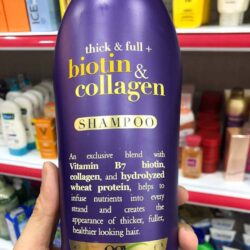 thick & full +
biotin &
collagen
SHAMPOO
An exclusive blend with
Vitamin B7 biotin,
collagen, and hydrolyzed
wheat protein, helps to
infuse nutrients into every
strand and creates the
appearance of thicker, fuller,
healthier looking hair.